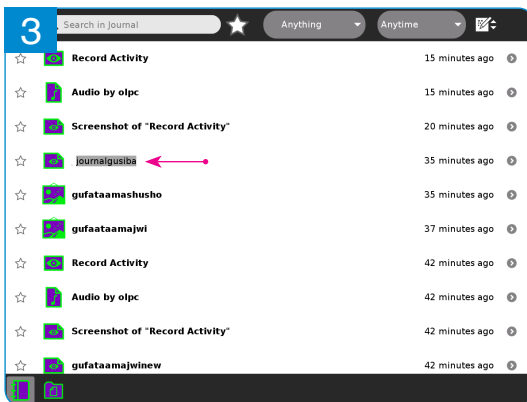 3
Search in Journal
Anything
Anytime
Record Activity 15 minutes ago
Audio by olpc 15 minutes ago
Screenshot of "Record Activity" 20 minutes ago
journalgusiba 35 minutes ago
gufataamashusho 35 minutes ago
gufaataamajwi 37 minutes ago
Record Activity 42 minutes ago
Audio by olpc 42 minutes ago
Screenshot of "Record Activity" 42 minutes ago
gufataamajwinew 42 minutes ago